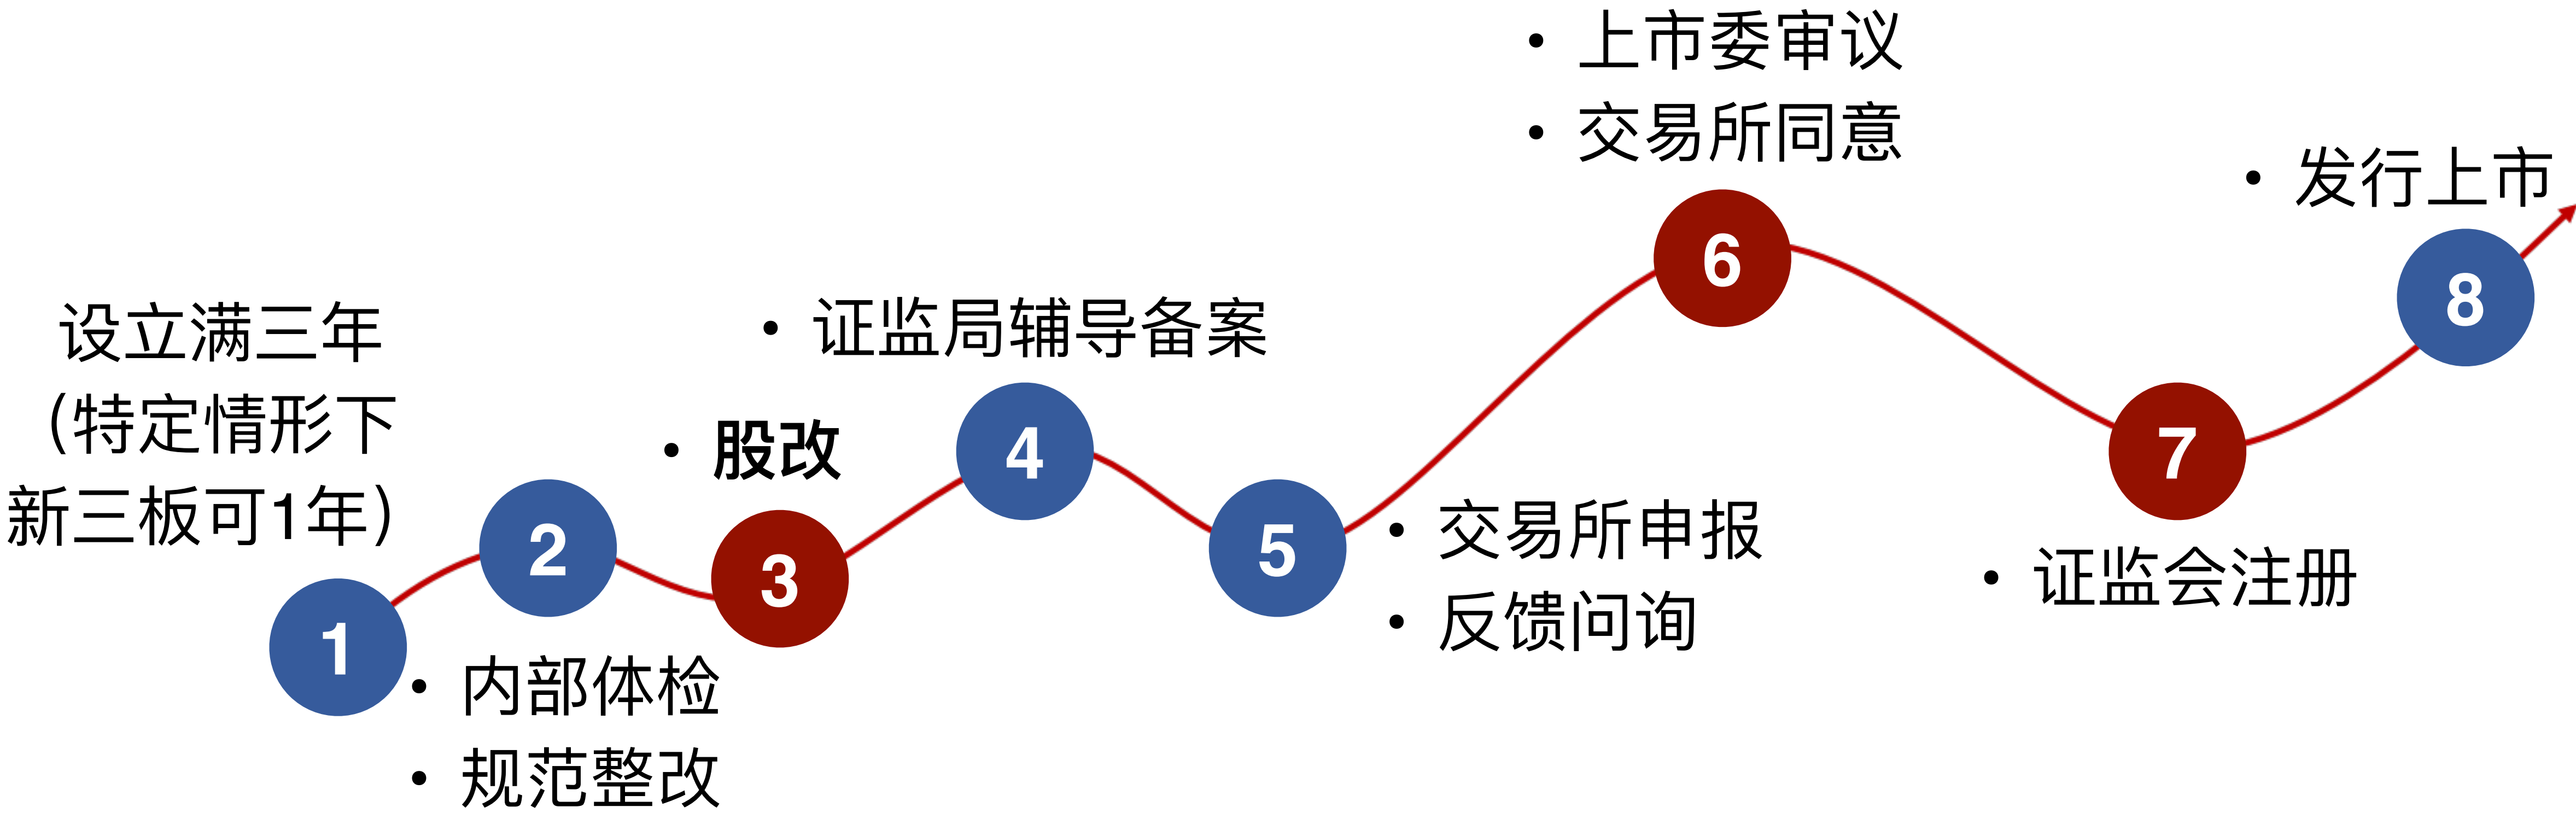 设立满三年
(特定情形下
新三板可1年)
1
2
• 内部体检
• 规范整改
• 股改
3
• 证监局辅导备案
4
5
• 交易所申报
• 反馈问询
• 上市委审议
• 交易所同意
6
7
• 证监会注册
• 发行上市
8